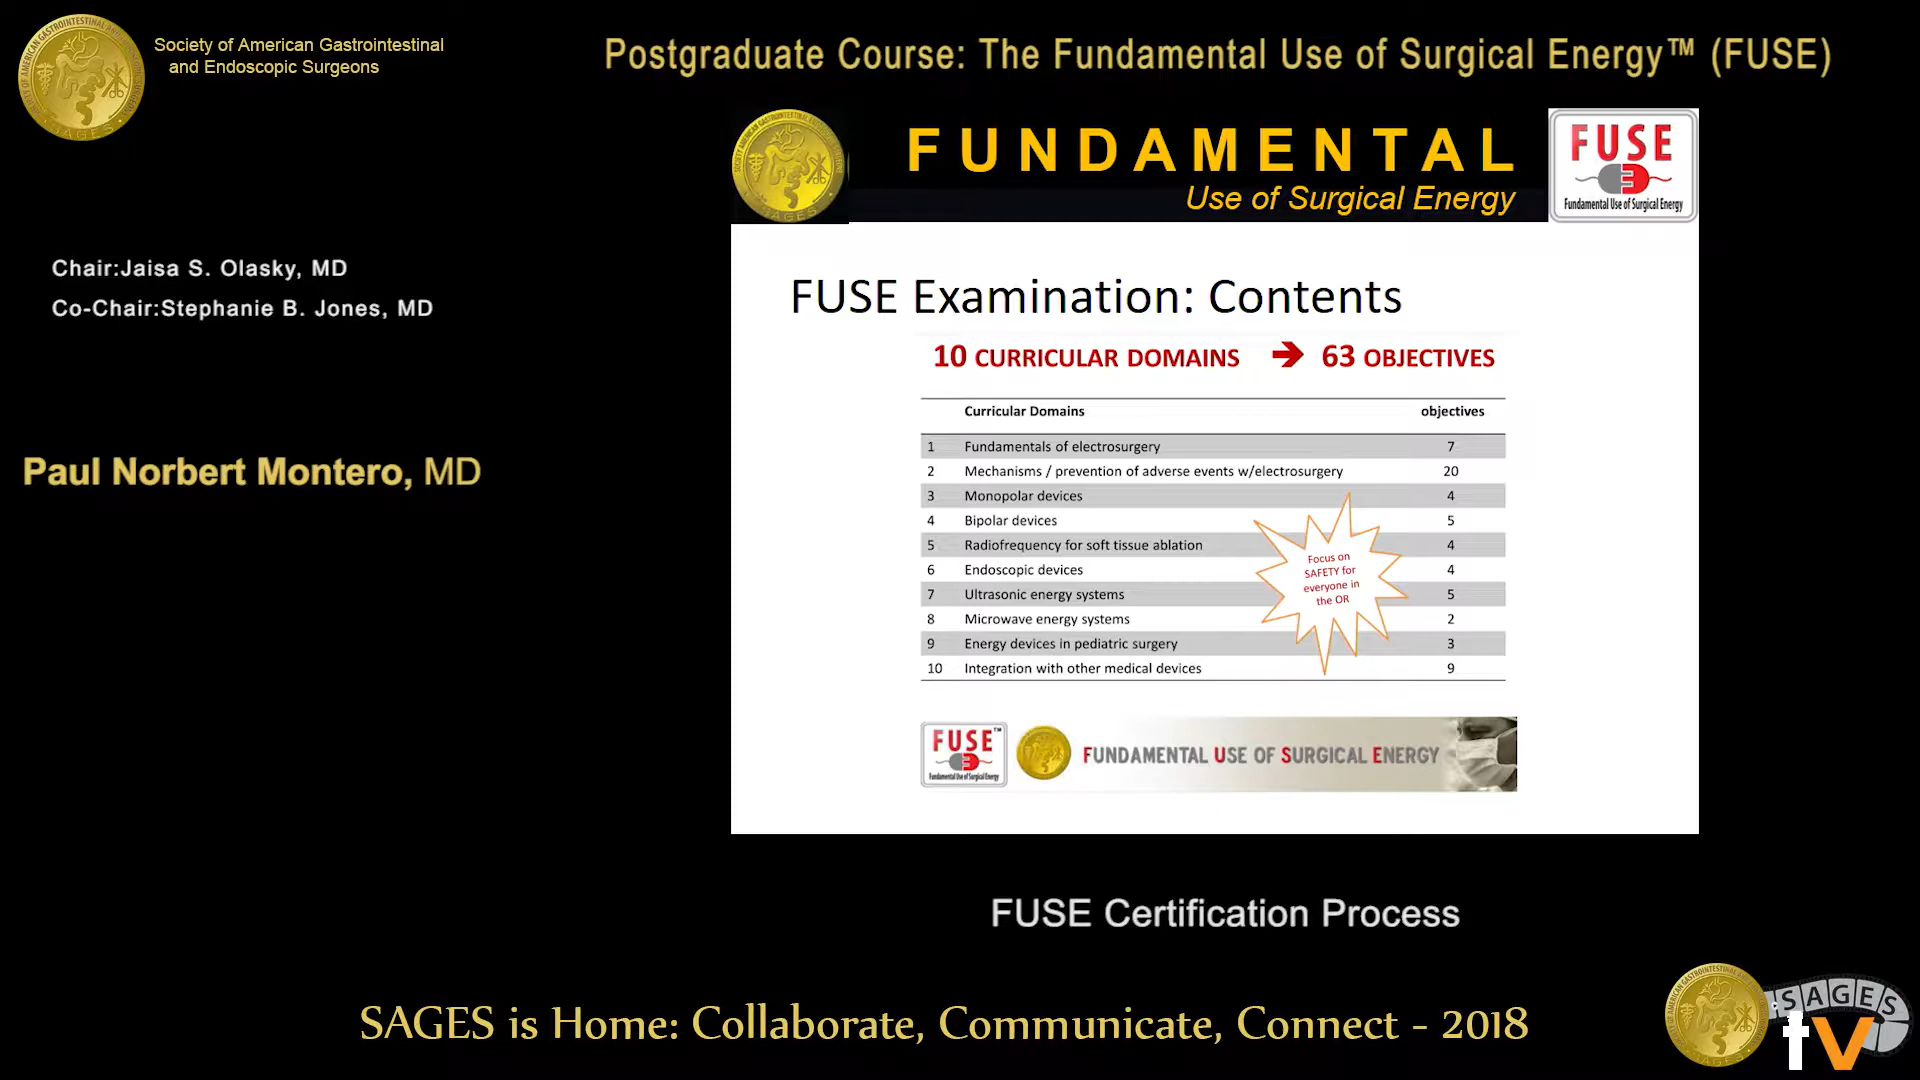 Society of American Gastrointestinal
and Endoscopic Surgeons
Postgraduate Course: The Fundamental Use of Surgical Energy™ (FUSE)
FUNDAMENTAL
Use of Surgical Energy
FUSE
Fundamental Use of Surgical Energy
Chair:Jaisa S. Olasky, MD
Co-Chair:Stephanie B. Jones, MD
Paul Norbert Montero, MD
FUSE Examination: Contents
10 CURRICULAR DOMAINS ➔ 63 OBJECTIVES
Curricular Domains objectives
1 Fundamentals of electrosurgery 7
2 Mechanisms / prevention of adverse events w/electrosurgery 20
3 Monopolar devices 4
4 Bipolar devices 5
5 Radiofrequency for soft tissue ablation 4
6 Endoscopic devices 4
7 Ultrasonic energy systems 5
8 Microwave energy systems 2
9 Energy devices in pediatric surgery 3
10 Integration with other medical devices 9
Focus on
SAFETY for
everyone in
the OR
FUSE™
Fundamental Use of Surgical Energy
FUNDAMENTAL USE OF SURGICAL ENERGY
FUSE Certification Process
SAGES is Home: Collaborate, Communicate, Connect - 2018
SAGES
tV